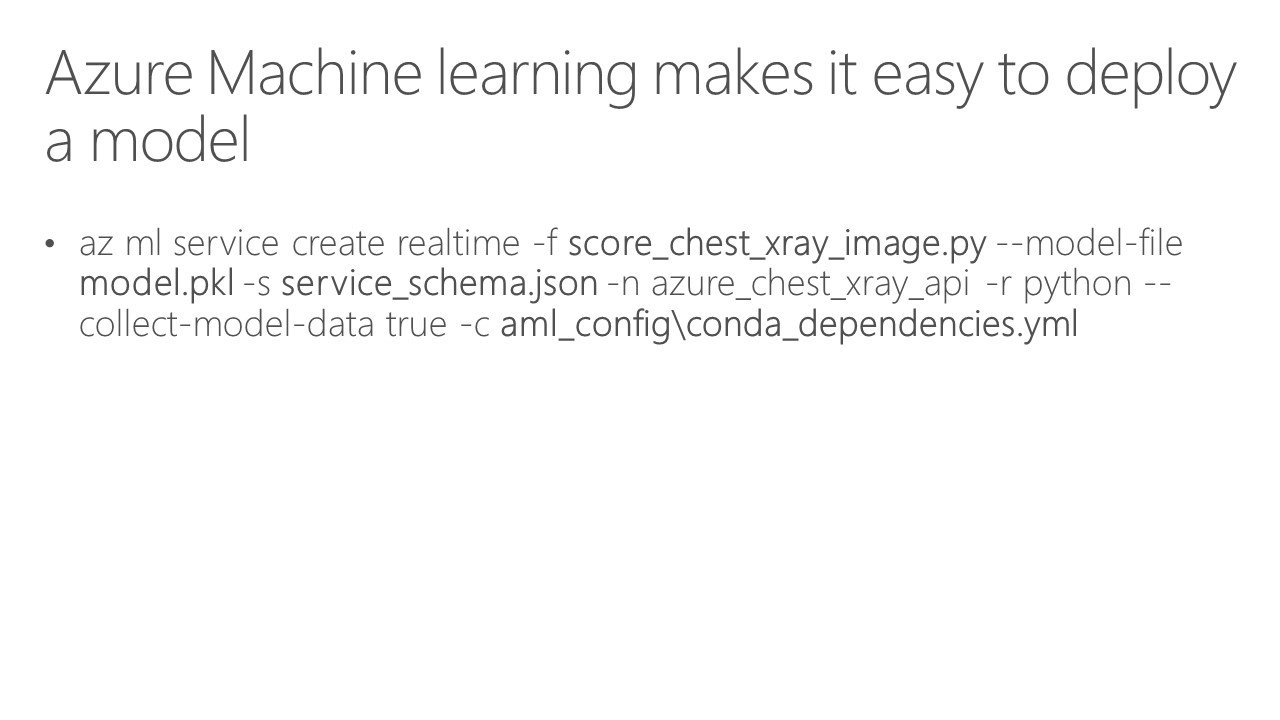 Azure Machine learning makes it easy to deploy
a model
• az ml service create realtime -f score_chest_xray_image.py --model-file
model.pkl -s service_schema.json -n azure_chest_xray_api -r python --
collect-model-data true -c aml_config\conda_dependencies.yml